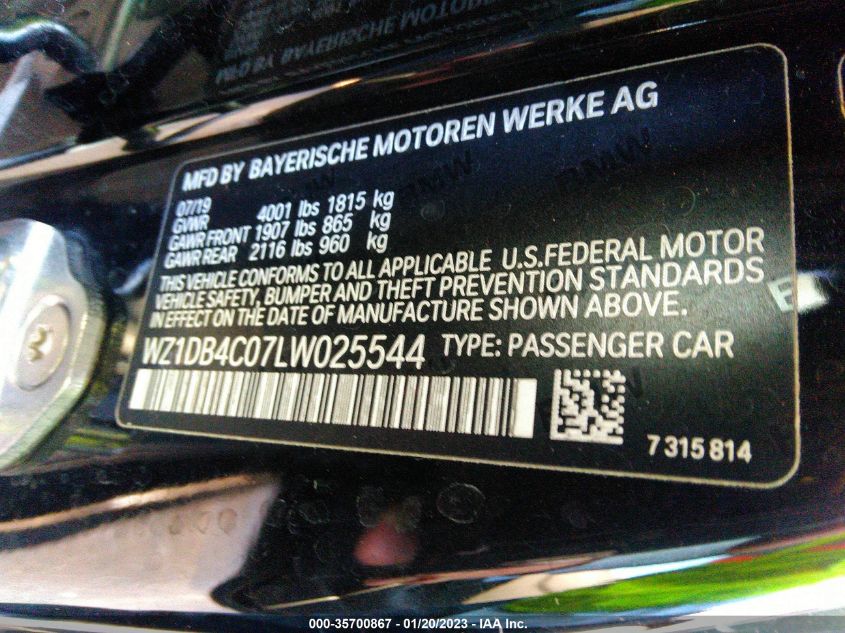 MFD BY BAYERISCHE MOTOREN WERKE AG
07/19
GVWR 4001 lbs 1815 kg
GAWR FRONT 1907 lbs 865 kg
GAWR REAR 2116 lbs 960 kg
THIS VEHICLE CONFORMS TO ALL APPLICABLE U.S.FEDERAL MOTOR
VEHICLE SAFETY, BUMPER AND THEFT PREVENTION STANDARDS
IN EFFECT ON THE DATE OF MANUFACTURE SHOWN ABOVE.
WZ1DB4C07LW025544 TYPE: PASSENGER CAR
7 315 814
000-35700867 - 01/20/2023 - IAA Inc.